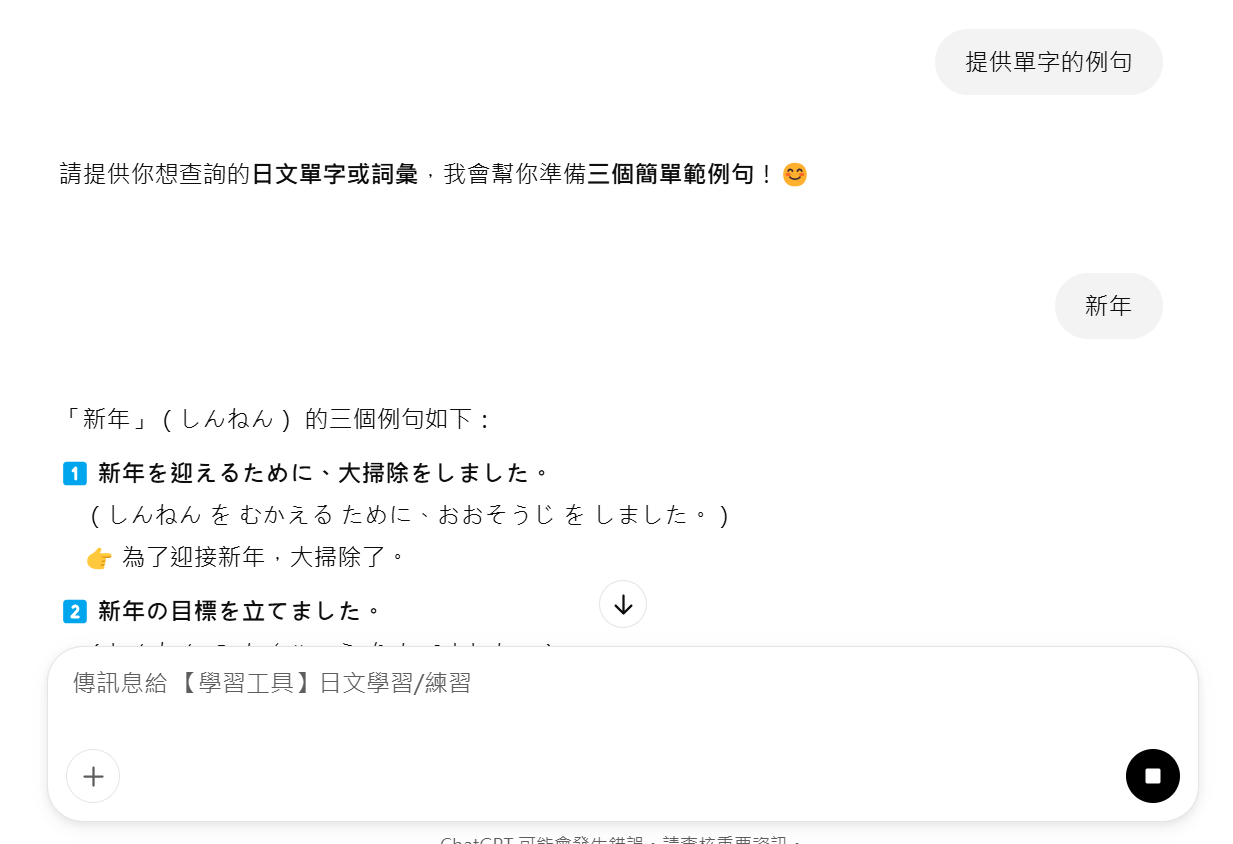 提供單字的例句
請提供你想查詢的日文單字或詞彙，我會幫你準備三個簡單範例句！😊
新年
「新年」（しんねん） 的三個例句如下：
1️⃣ 新年を迎えるために、大掃除をしました。
（しんねん を むかえる ために、おおそうじ を しました。）
👉 為了迎接新年，大掃除了。
2️⃣ 新年の目標を立てました。
傳訊息給 【學習工具】日文學習/練習
ChatGPT 可能會發生錯誤。請查核重要資訊。